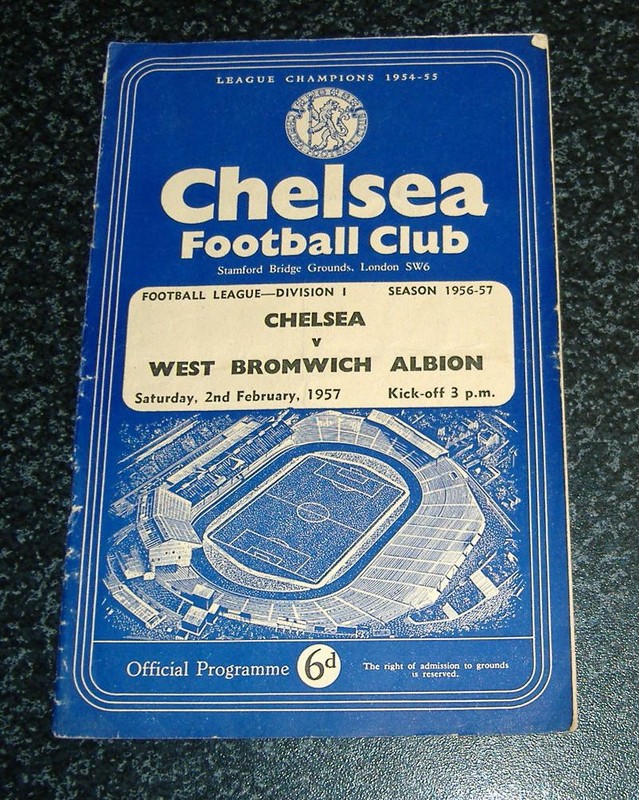 LEAGUE CHAMPIONS 1954-55
Chelsea
Football Club
Stamford Bridge Grounds, London SW6
FOOTBALL LEAGUE—DIVISION I SEASON 1956-57
CHELSEA
v
WEST BROMWICH ALBION
Saturday, 2nd February, 1957 Kick-off 3 p.m.
Official Programme 6d The right of admission to grounds
is reserved.